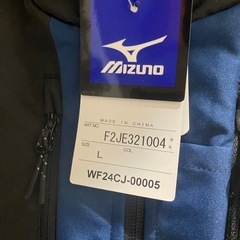 MIZUNO
MADE IN CHINA
ART NO. F2JE321004
SIZE COL.
L
WF24CJ-00005